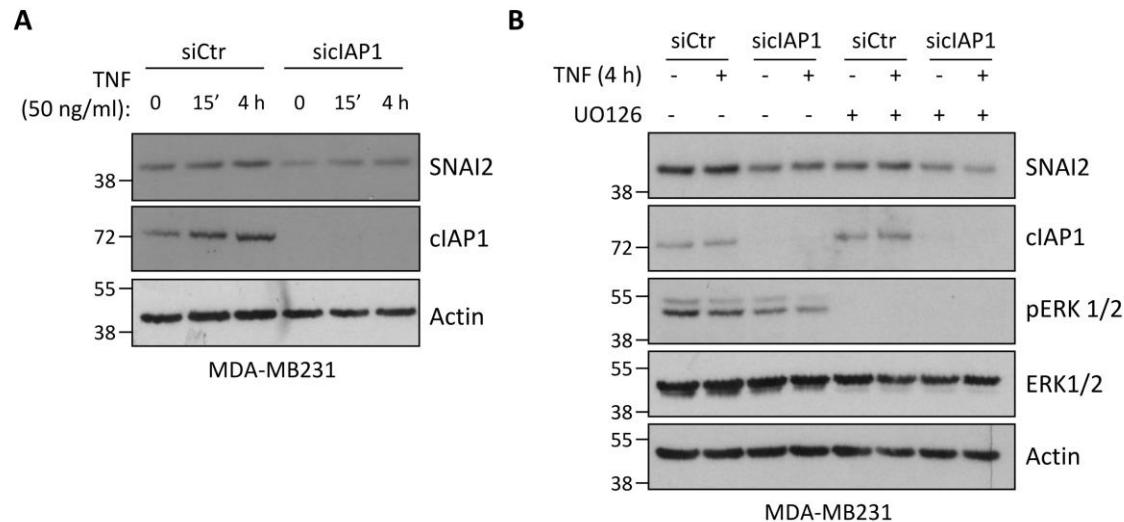 A
siCtr sicIAP1
TNF
(50 ng/ml): 0 15' 4 h 0 15' 4 h
SNAI2
38
72 cIAP1
55
Actin
38
MDA-MB231
B
siCtr sicIAP1 siCtr sicIAP1
TNF (4 h) - + - + - + - +
UO126 - - - - + + + +
SNAI2
38
cIAP1
72
55
pERK 1/2
38
55
ERK1/2
38
55
Actin
38
MDA-MB231